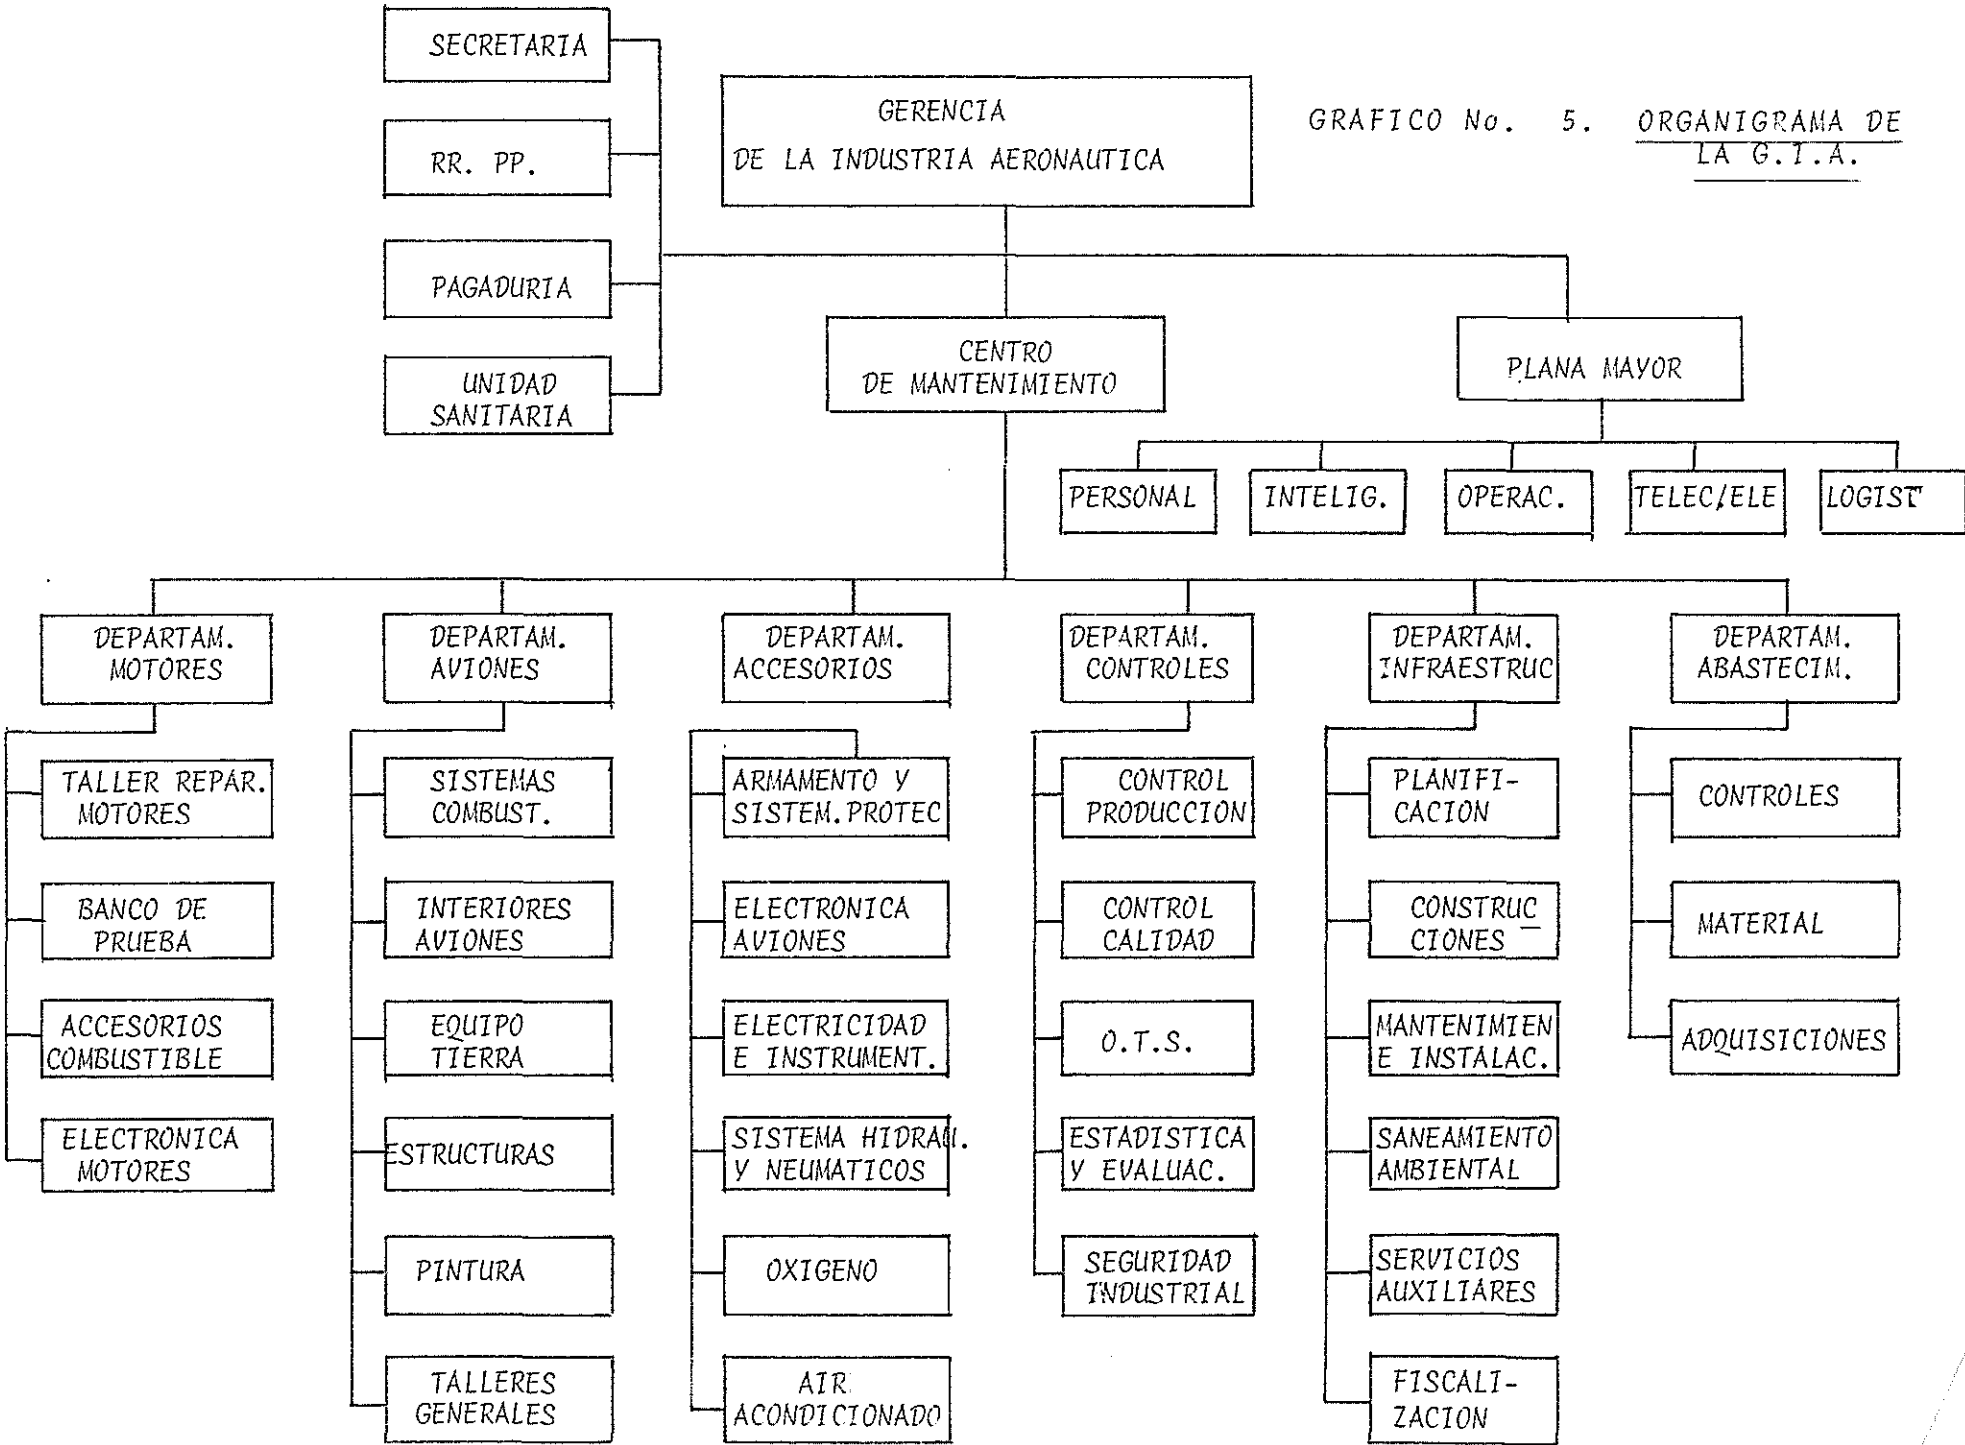 SECRETARIA
RR. PP.
PAGADURIA
UNIDAD
SANITARIA
GERENCIA
DE LA INDUSTRIA AERONAUTICA
GRAFICO No. 5. ORGANIGRAMA DE
LA G.I.A.
CENTRO
DE MANTENIMIENTO
PLANA MAYOR
PERSONAL
INTELIG.
OPERAC.
TELEC/ELE
LOGIST
DEPARTAM.
MOTORES
TALLER REPAR.
MOTORES
BANCO DE
PRUEBA
ACCESORIOS
COMBUSTIBLE
ELECTRONICA
MOTORES
DEPARTAM.
AVIONES
SISTEMAS
COMBUST.
INTERIORES
AVIONES
EQUIPO
TIERRA
ESTRUCTURAS
PINTURA
TALLERES
GENERALES
DEPARTAM.
ACCESORIOS
ARMAMENTO Y
SISTEM.PROTEC
ELECTRONICA
AVIONES
ELECTRICIDAD
E INSTRUMENT.
SISTEMA HIDRAU.
Y NEUMATICOS
OXIGENO
AIR
ACONDICIONADO
DEPARTAM.
CONTROLES
CONTROL
PRODUCCION
CONTROL
CALIDAD
O.T.S.
ESTADISTICA
Y EVALUAC.
SEGURIDAD
INDUSTRIAL
DEPARTAM.
INFRAESTRUC
PLANIFI-
CACION
CONSTRUC
CIONES
MANTENIMIEN
E INSTALAC.
SANEAMIENTO
AMBIENTAL
SERVICIOS
AUXILIARES
FISCALI-
ZACION
DEPARTAM.
ABASTECIM.
CONTROLES
MATERIAL
ADQUISICIONES